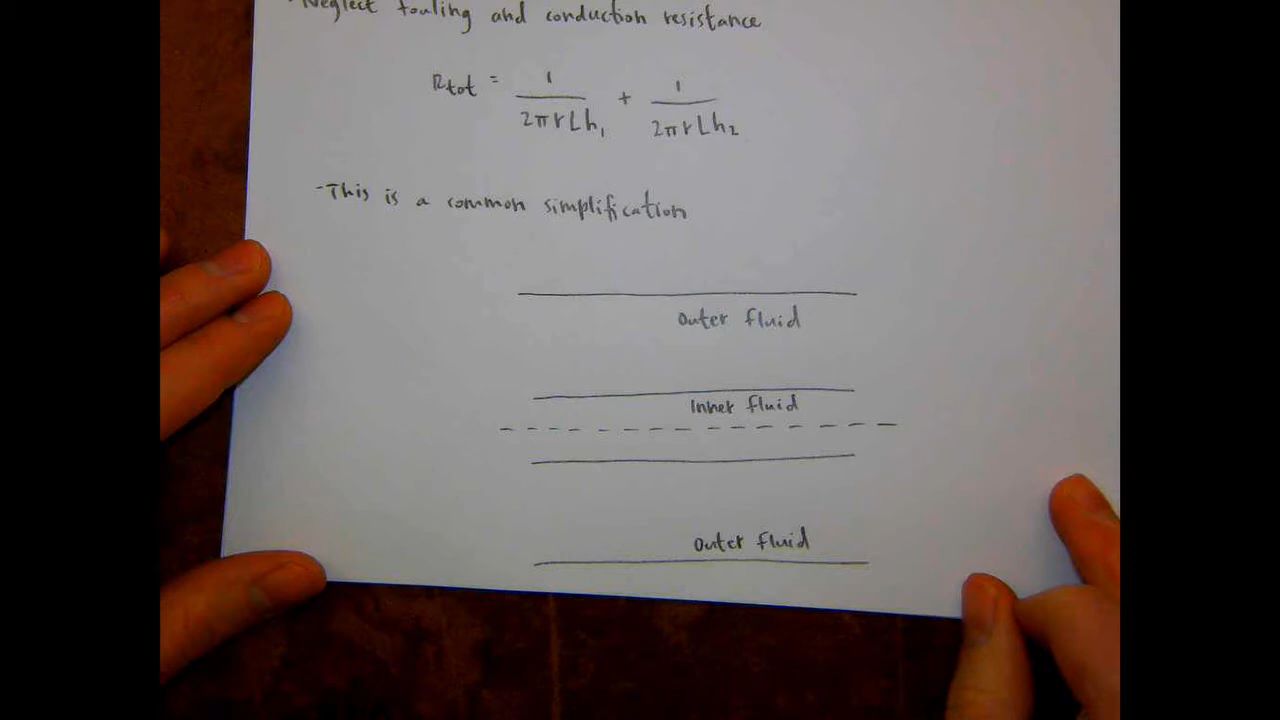 - Neglect fouling and conduction resistance
Rtot = 1/(2πrLh₁) + 1/(2πrLh₂)
- This is a common simplification
Outer fluid
Inner fluid
Outer fluid